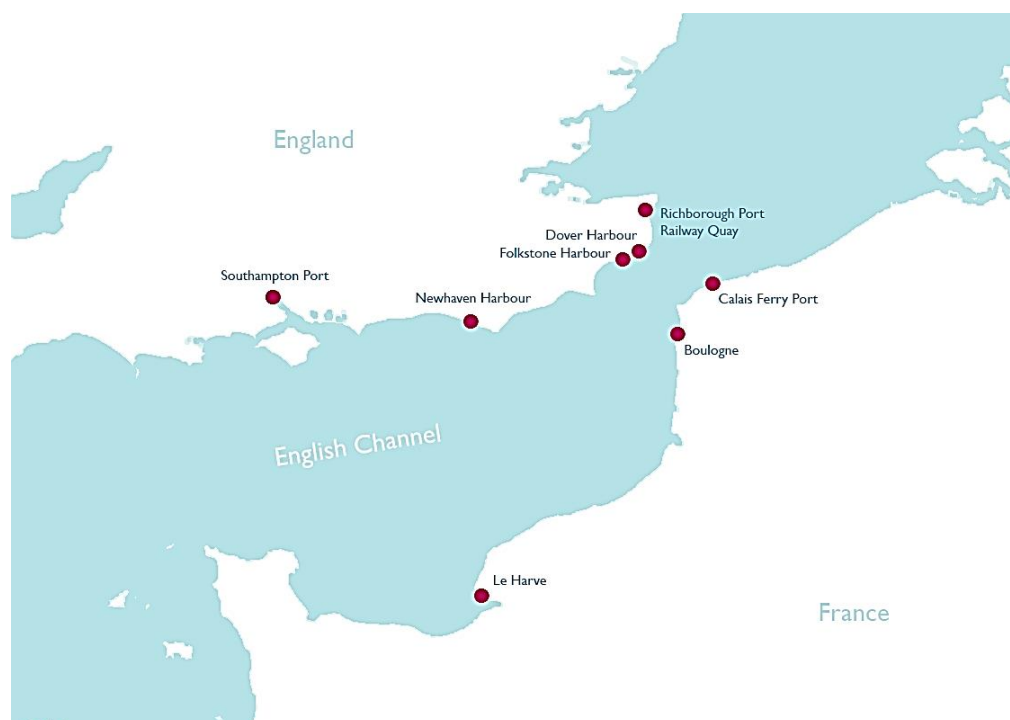 England
Richborough Port
Railway Quay
Dover Harbour
Folkstone Harbour
Southampton Port
Newhaven Harbour
Calais Ferry Port
Boulogne
English Channel
Le Harve
France